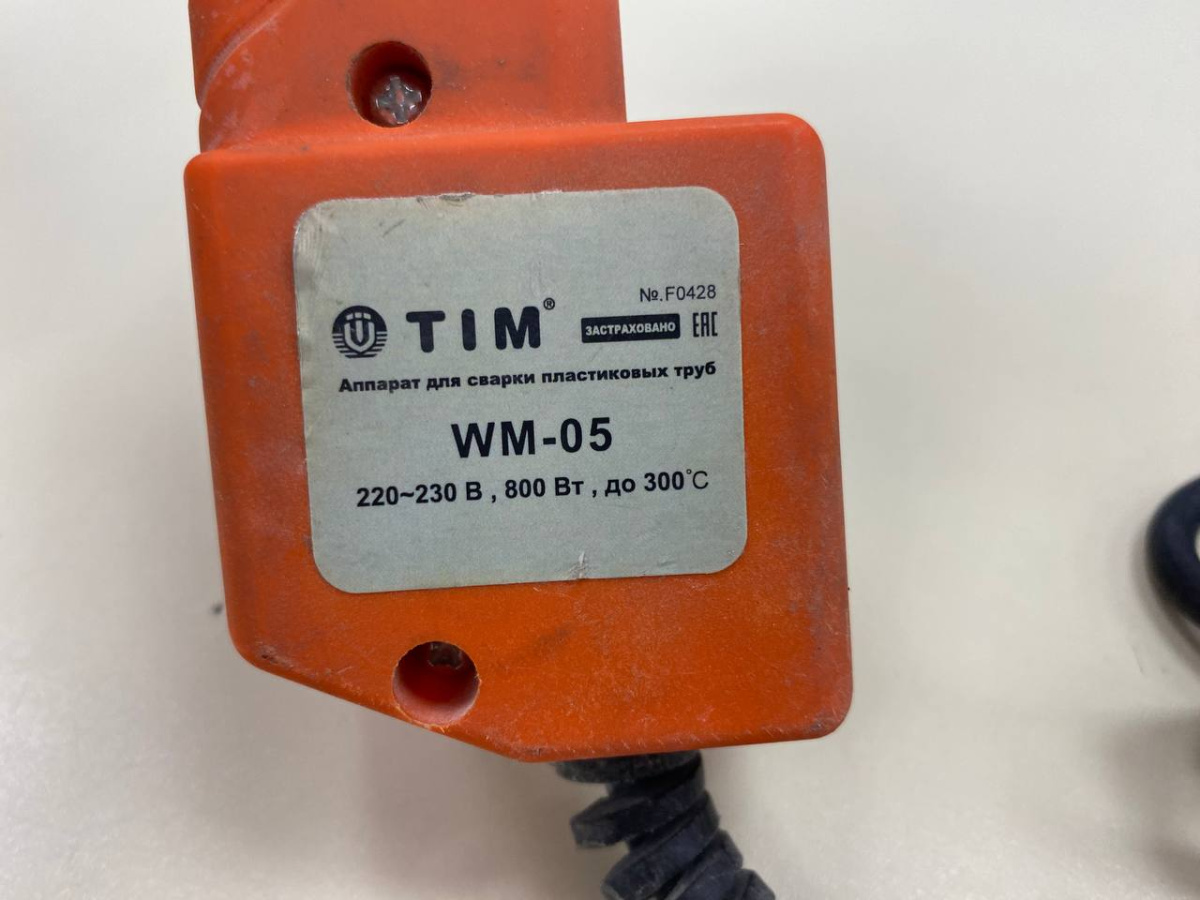 №.F0428
TIM®
ЗАСТРАХОВАНО EAC
Аппарат для сварки пластиковых труб
WM-05
220~230 В , 800 Вт , до 300℃